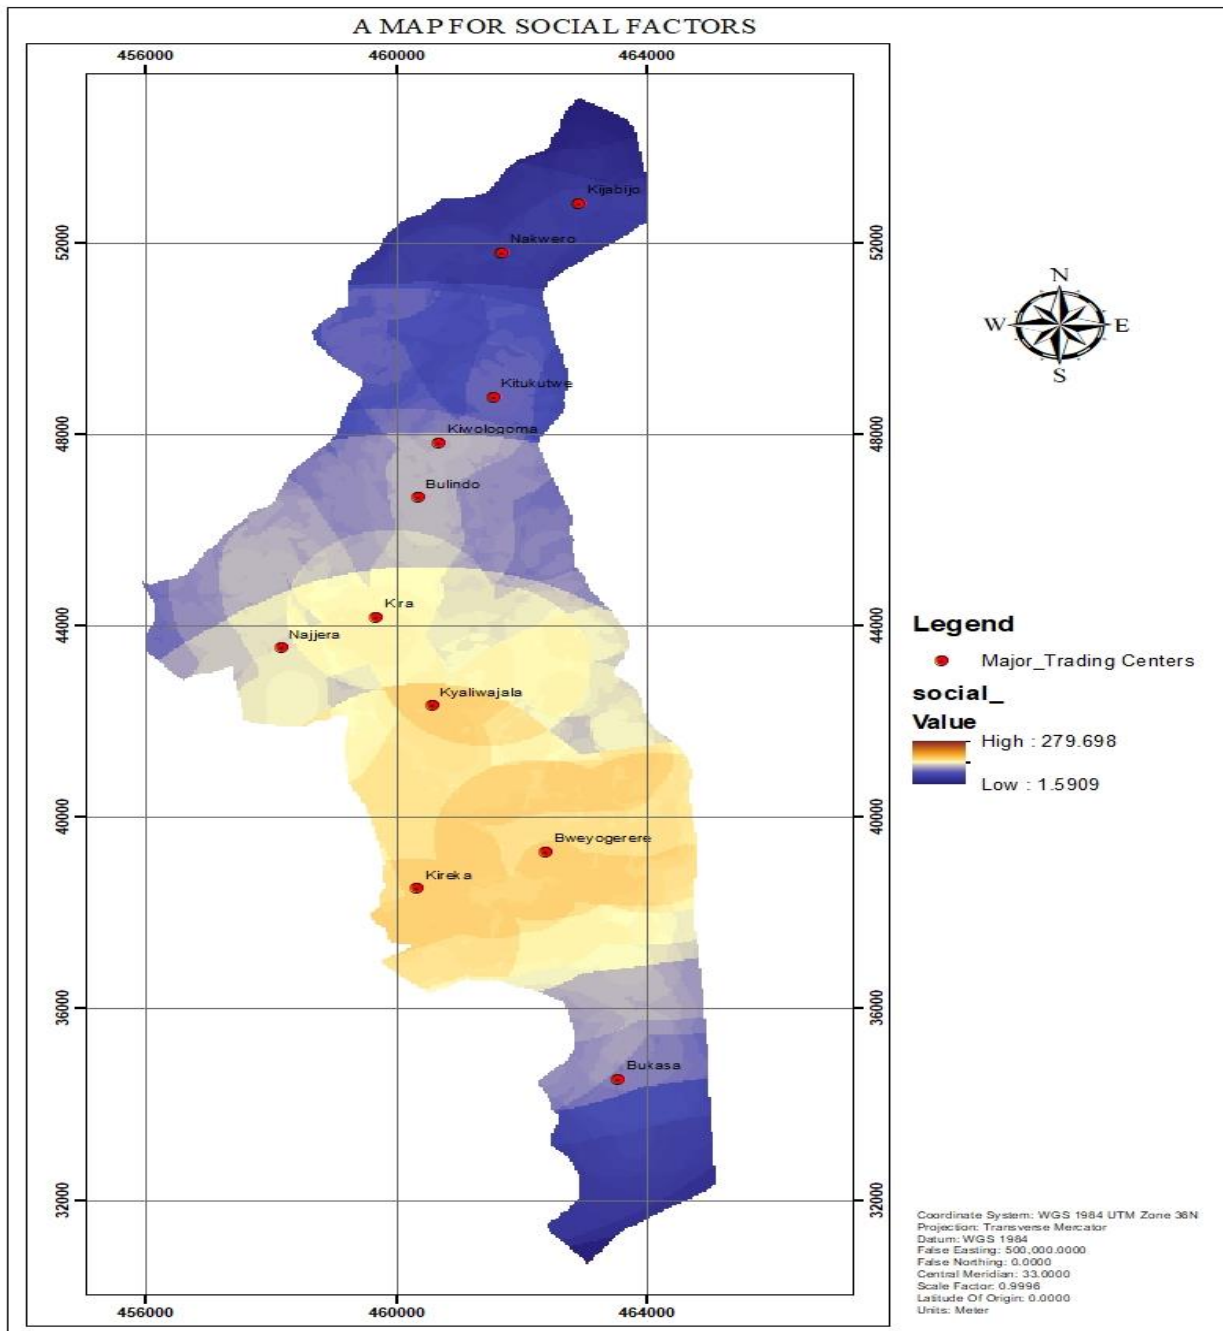 A MAP FOR SOCIAL FACTORS
456000 460000 464000
Kijabijo
Nakwero
52000 52000
N
W E
S
Kitukutwe
Kiwologoma
48000 48000
Bulindo
Kira
Najjera
44000 44000
Kyaliwajala
Legend
Major_Trading Centers
social_
Value
High : 279.698
Low : 1.5909
40000 40000
Bweyogerere
Kireka
36000 36000
Bukasa
32000 32000
456000 460000 464000
Coordinate System: WGS 1984 UTM Zone 36N
Projection: Transverse Mercator
Datum: WGS 1984
False Easting: 500,000.0000
False Northing: 0.0000
Central Meridian: 33.0000
Scale Factor: 0.9996
Latitude Of Origin: 0.0000
Units: Meter